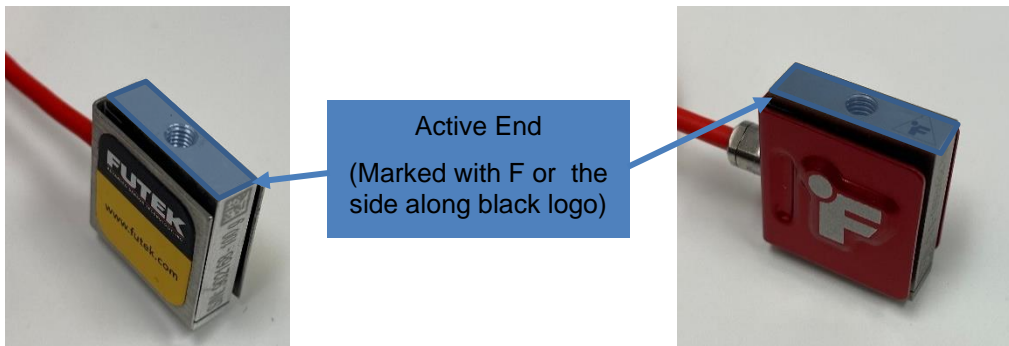 FUTEK
www.futek.com
Active End
(Marked with F or the
side along black logo)
F
F